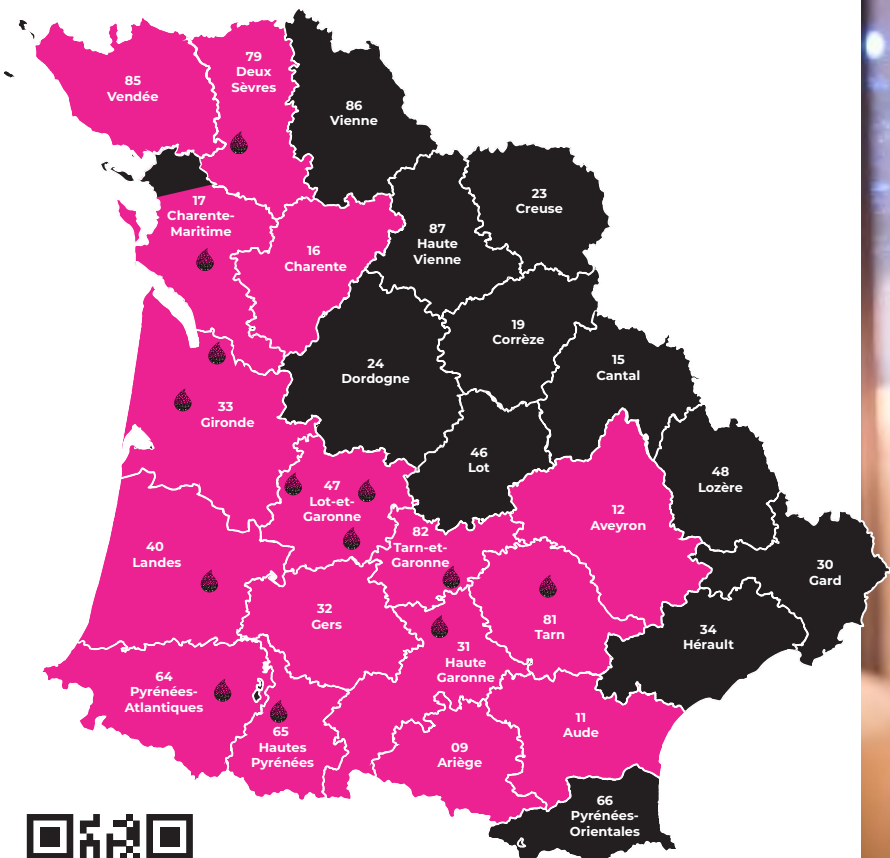 85
Vendée
79
Deux
Sèvres
86
Vienne
17
Charente-
Maritime
16
Charente
87
Haute
Vienne
23
Creuse
19
Corrèze
15
Cantal
24
Dordogne
33
Gironde
46
Lot
48
Lozère
47
Lot-et-
Garonne
12
Aveyron
82
Tarn-et-
Garonne
40
Landes
30
Gard
32
Gers
81
Tarn
34
Hérault
31
Haute
Garonne
64
Pyrénées-
Atlantiques
65
Hautes
Pyrénées
09
Ariège
11
Aude
66
Pyrénées-
Orientales